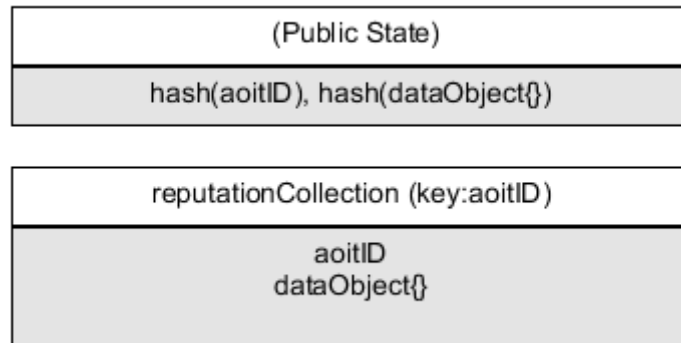 (Public State)
hash(aoitID), hash(dataObject{})
reputationCollection (key:aoitID)
aoitID
dataObject{}